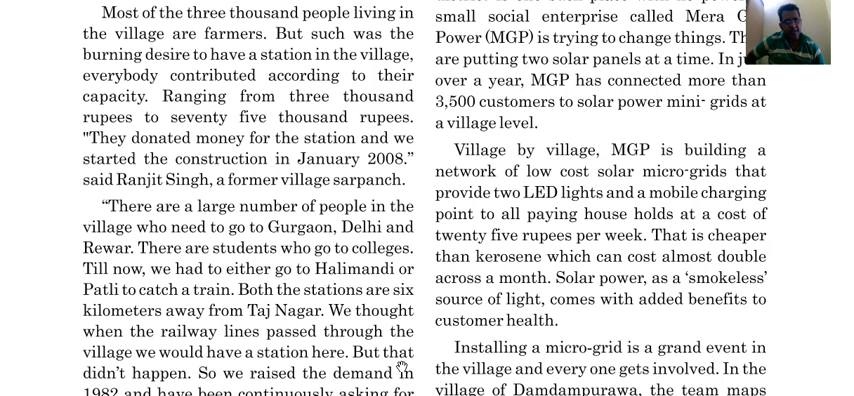 Most of the three thousand people living in
the village are farmers. But such was the
burning desire to have a station in the village,
everybody contributed according to their
capacity. Ranging from three thousand
rupees to seventy five thousand rupees.
"They donated money for the station and we
started the construction in January 2008.”
said Ranjit Singh, a former village sarpanch.
“There are a large number of people in the
village who need to go to Gurgaon, Delhi and
Rewar. There are students who go to colleges.
Till now, we had to either go to Halimandi or
Patli to catch a train. Both the stations are six
kilometers away from Taj Nagar. We thought
when the railway lines passed through the
village we would have a station here. But that
didn’t happen. So we raised the demand in
1982 and have been continuously asking for
small social enterprise called Mera
Power (MGP) is trying to change things.
are putting two solar panels at a time. In
over a year, MGP has connected more than
3,500 customers to solar power mini- grids at
a village level.
Village by village, MGP is building a
network of low cost solar micro-grids that
provide two LED lights and a mobile charging
point to all paying house holds at a cost of
twenty five rupees per week. That is cheaper
than kerosene which can cost almost double
across a month. Solar power, as a ‘smokeless’
source of light, comes with added benefits to
customer health.
Installing a micro-grid is a grand event in
the village and every one gets involved. In the
village of Damdampurawa, the team maps